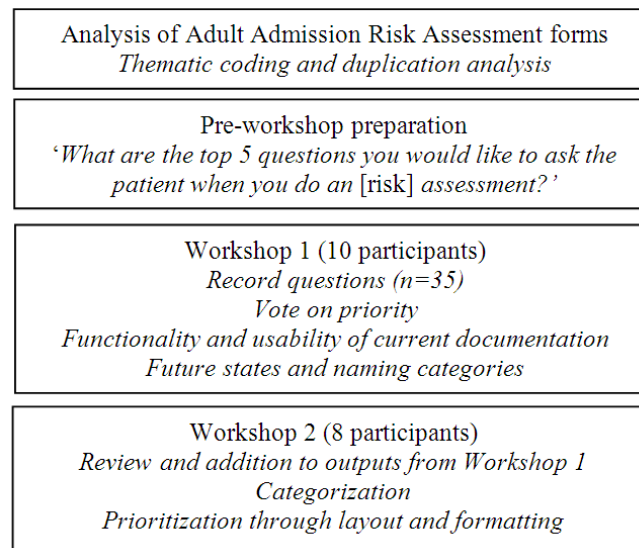 Analysis of Adult Admission Risk Assessment forms
Thematic coding and duplication analysis
Pre-workshop preparation
‘What are the top 5 questions you would like to ask the
patient when you do an [risk] assessment?’
Workshop 1 (10 participants)
Record questions (n=35)
Vote on priority
Functionality and usability of current documentation
Future states and naming categories
Workshop 2 (8 participants)
Review and addition to outputs from Workshop 1
Categorization
Prioritization through layout and formatting